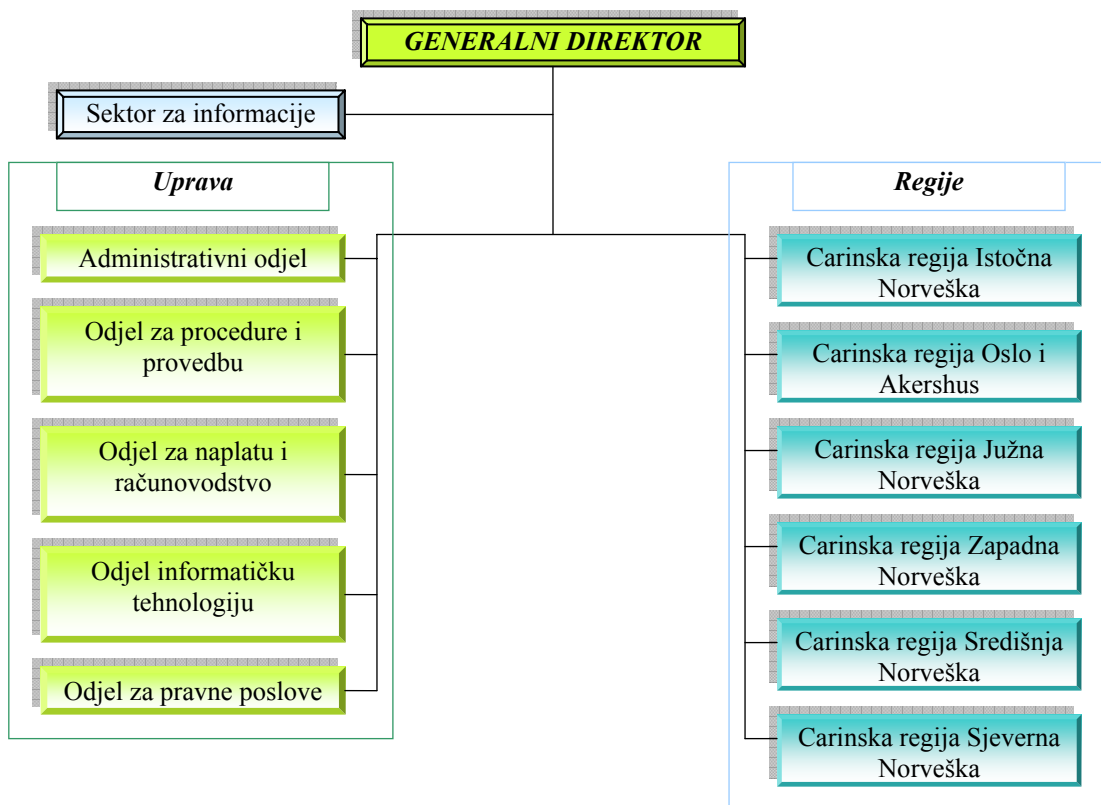 GENERALNI DIREKTOR
Sektor za informacije
Uprava
Administrativni odjel
Odjel za procedure i
provedbu
Odjel za naplatu i
računovodstvo
Odjel informatičku
tehnologiju
Odjel za pravne poslove
Regije
Carinska regija Istočna
Norveška
Carinska regija Oslo i
Akershus
Carinska regija Južna
Norveška
Carinska regija Zapadna
Norveška
Carinska regija Središnja
Norveška
Carinska regija Sjeverna
Norveška